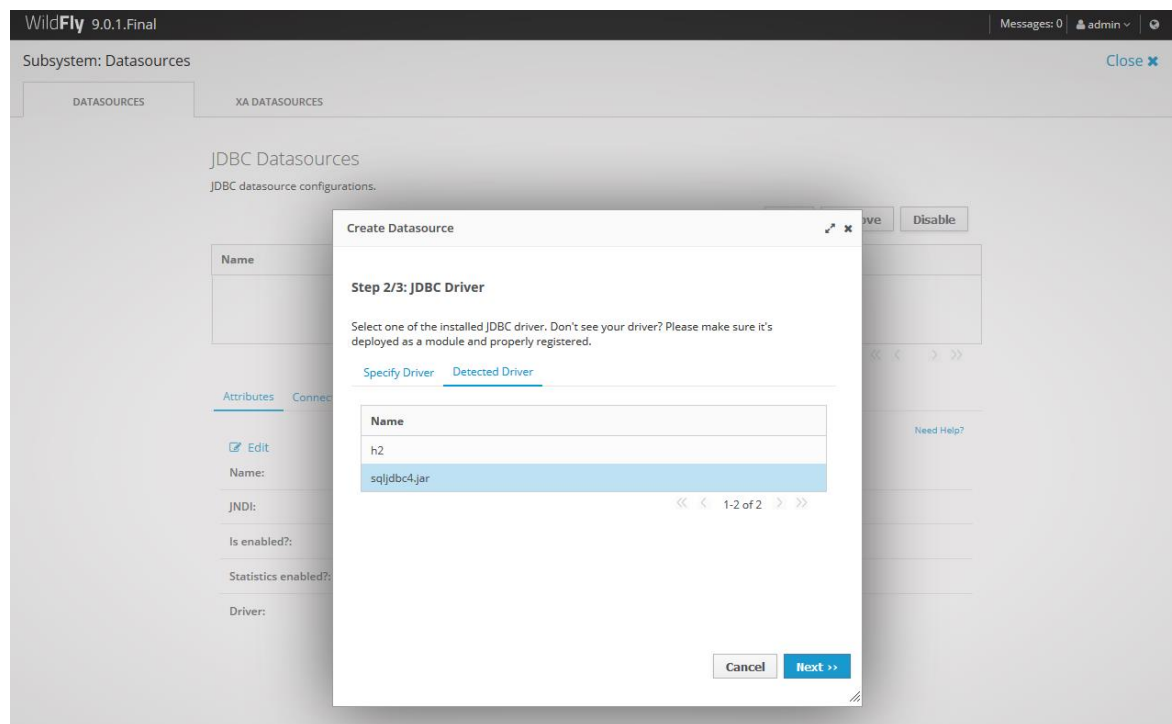 WildFly 9.0.1.Final
Messages: 0 admin
Subsystem: Datasources
Close
DATASOURCES XA DATASOURCES
JDBC Datasources
JDBC datasource configurations.
Disable
Name
Create Datasource
Step 2/3: JDBC Driver
Select one of the installed JDBC driver. Don't see your driver? Please make sure it's
deployed as a module and properly registered.
Specify Driver Detected Driver
Name
h2
sqljdbc4.jar
1-2 of 2
Cancel Next ››
Attributes
Need Help?
Edit
Name:
JNDI:
Is enabled?:
Statistics enabled?:
Driver: